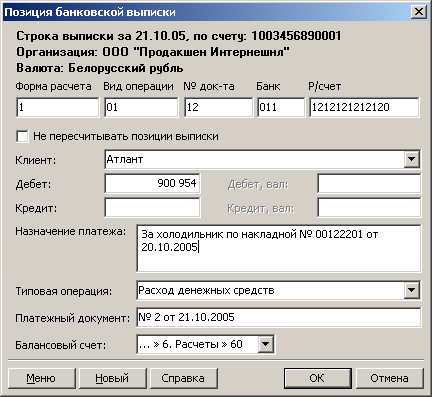 Позиция банковской выписки
Строка выписки за 21.10.05, по счету: 1003456890001
Организация: ООО "Продакшен Интернешнл"
Валюта: Белорусский рубль
Форма расчета Вид операции № док-та Банк Р/счет
1 01 12 011 1212121212120
Не пересчитывать позиции выписки
Клиент: Атлант
Дебет: 900 954 Дебет, вал:
Кредит: Кредит, вал:
Назначение платежа: За холодильник по накладной № 00122201 от
20.10.2005
Типовая операция: Расход денежных средств
Платежный документ: № 2 от 21.10.2005
Балансовый счет: ... » 6. Расчеты » 60
Меню Новый Справка ОК Отмена